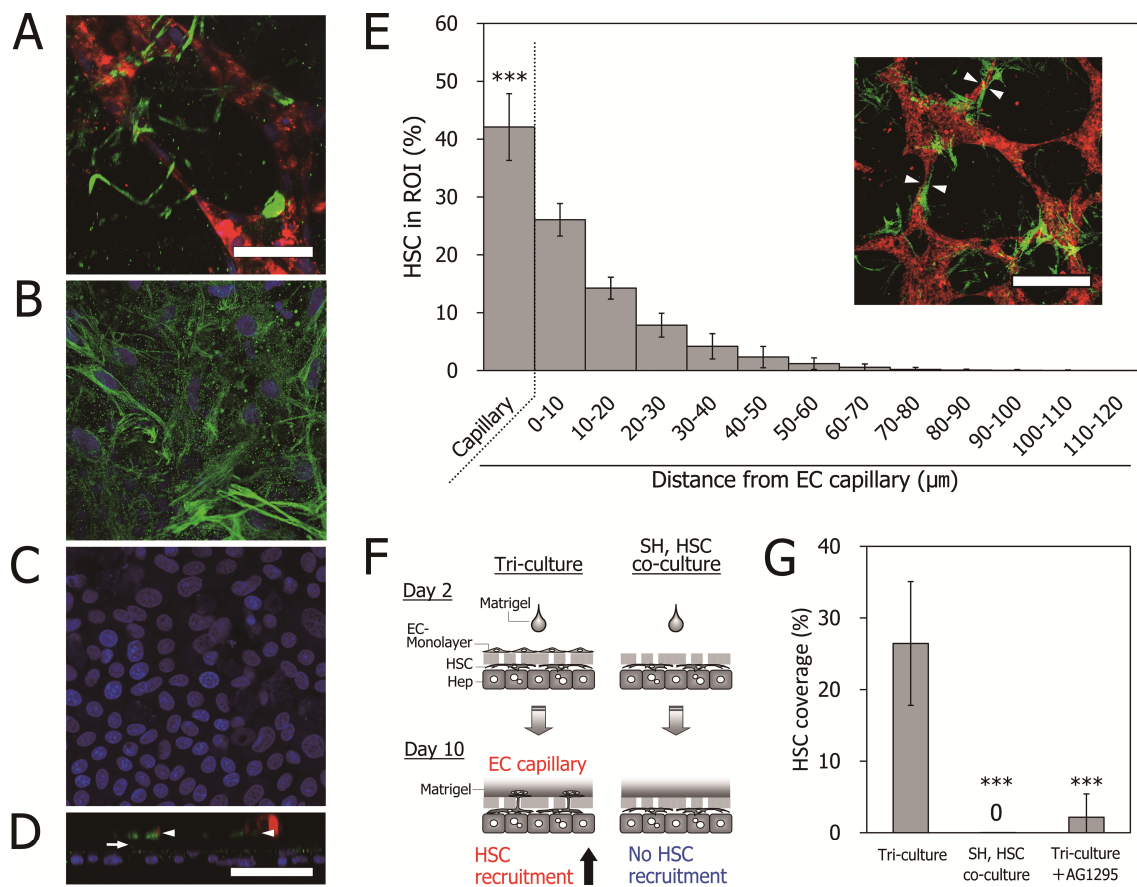 A
B
C
D
E
60
50
40
30
20
10
0
HSC in ROI (%)
***
Capillary
0-10
10-20
20-30
30-40
40-50
50-60
60-70
70-80
80-90
90-100
100-110
110-120
Distance from EC capillary (µm)
F
Tri-culture
SH, HSC
co-culture
Day 2
Matrigel
EC-
Monolayer
HSC
Hep
Day 10
EC capillary
Matrigel
HSC
recruitment
No HSC
recruitment
G
40
30
20
10
0
HSC coverage (%)
***
0
***
Tri-culture
SH, HSC
co-culture
Tri-culture
+AG1295